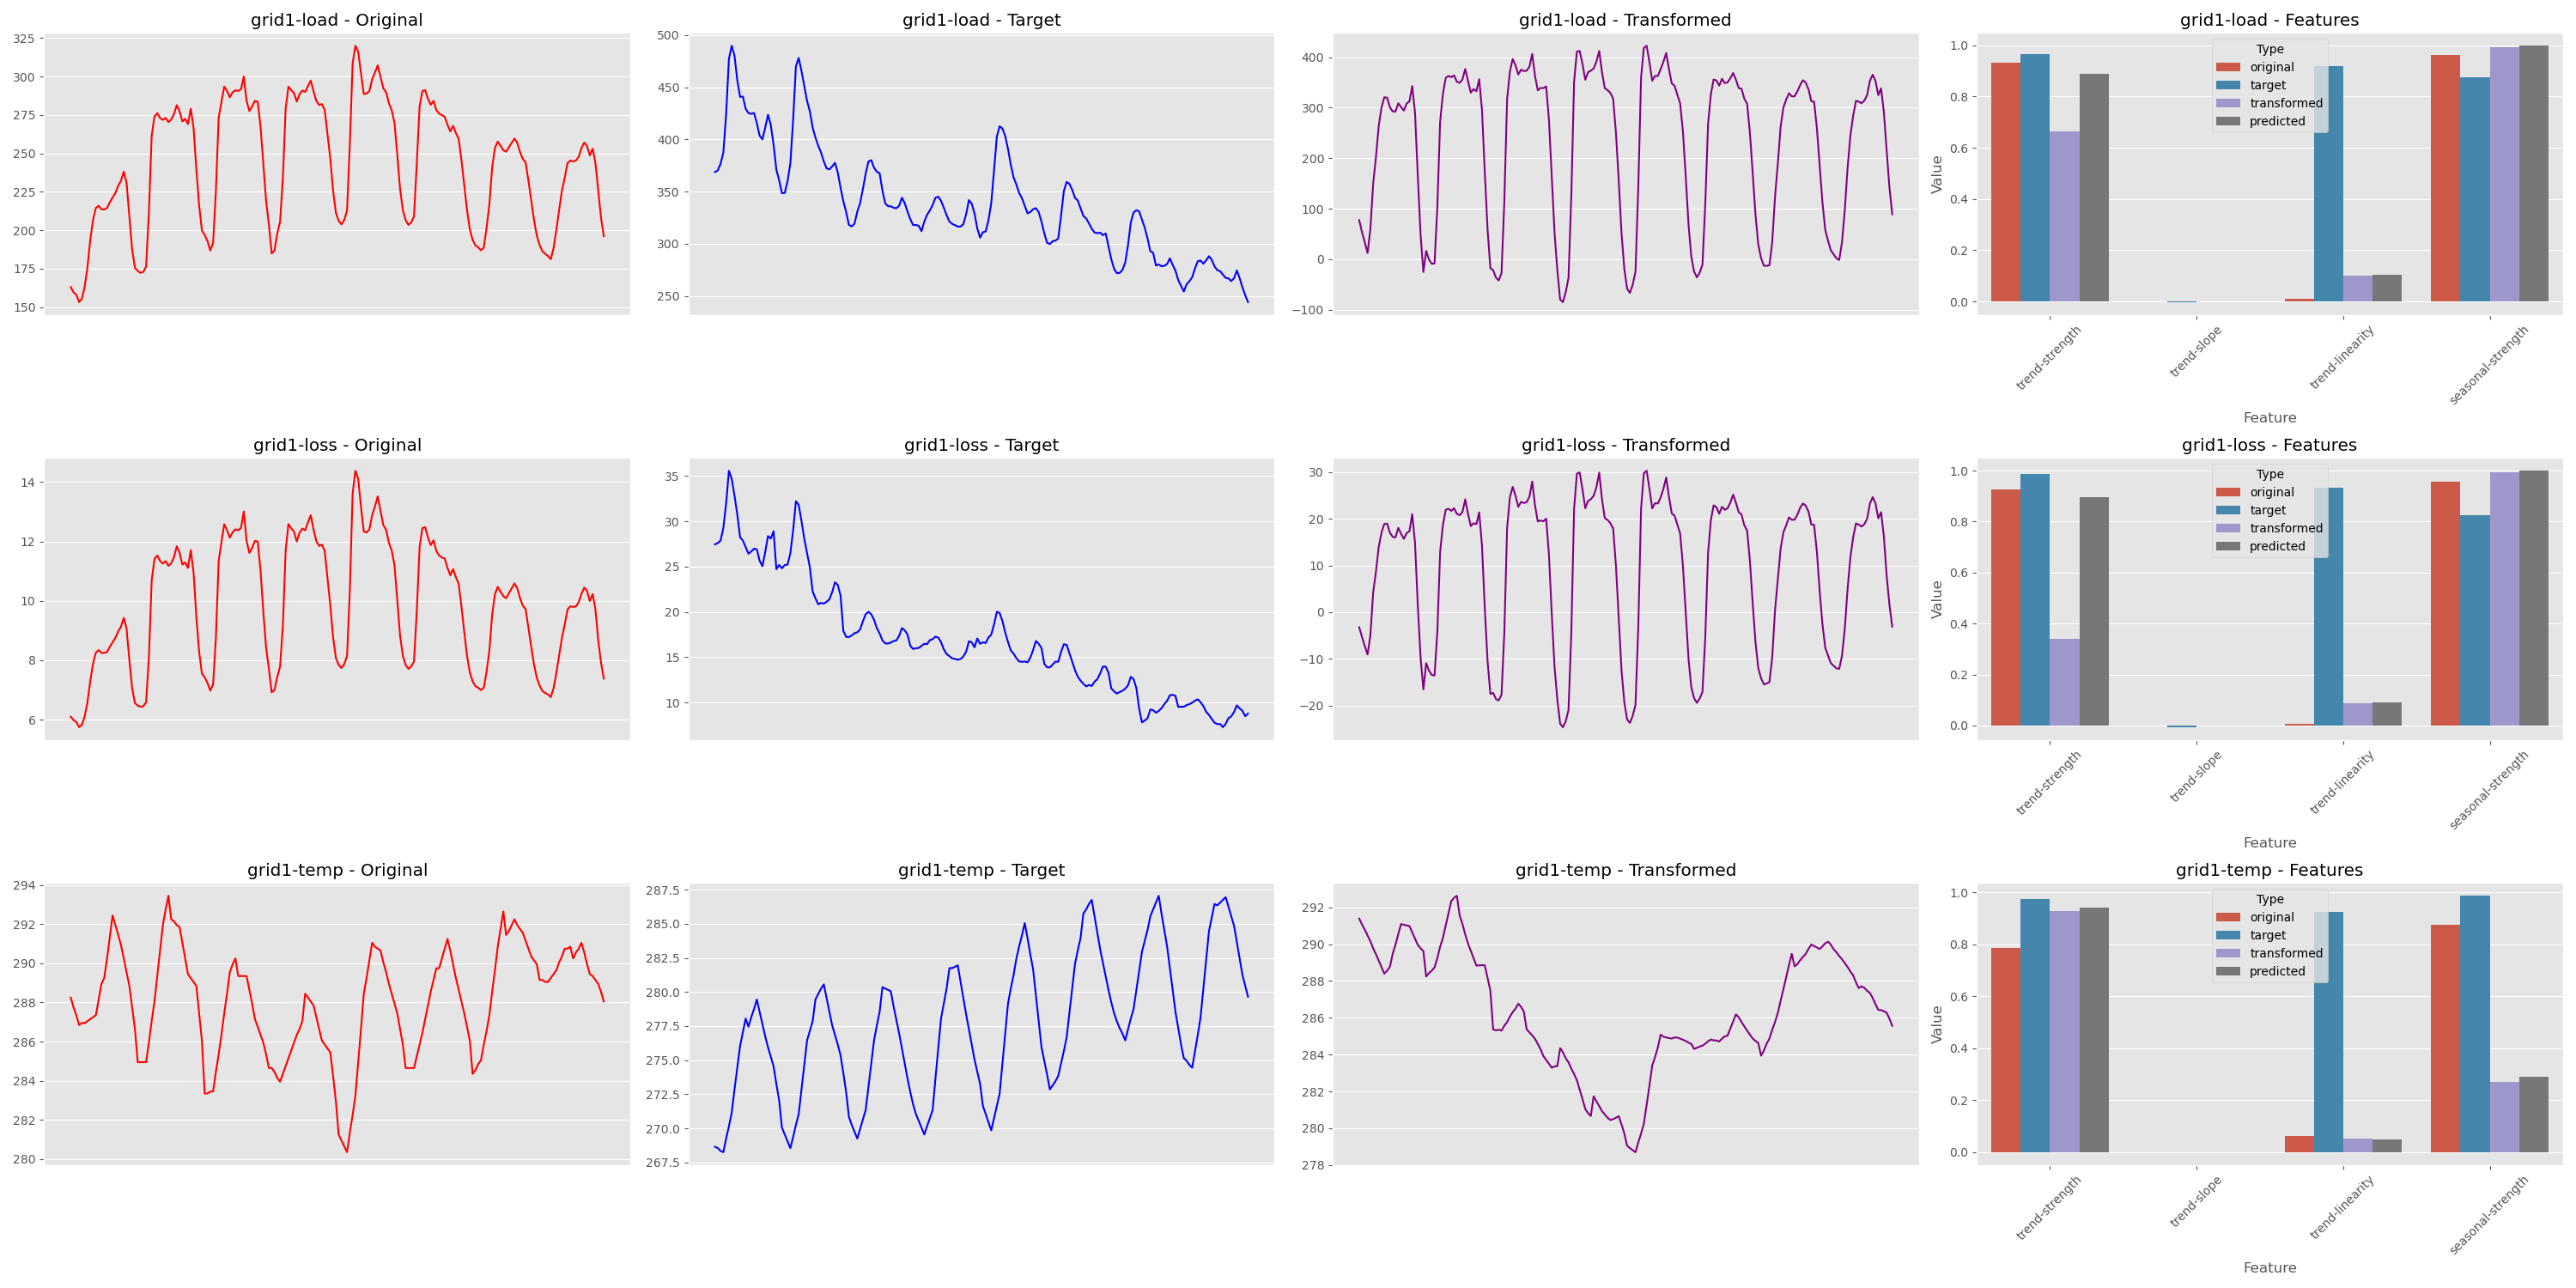 grid1-load - Original
325
300
275
250
225
200
175
150
grid1-load - Target
500
450
400
350
300
250
grid1-load - Transformed
400
300
200
100
0
−100
grid1-load - Features
Type
original
target
transformed
predicted
1.0
0.8
0.6
0.4
0.2
0.0
Value
trend-strength
trend-slope
trend-linearity
seasonal-strength
Feature
grid1-loss - Original
14
12
10
8
6
grid1-loss - Target
35
30
25
20
15
10
grid1-loss - Transformed
30
20
10
0
−10
−20
grid1-loss - Features
Type
original
target
transformed
predicted
1.0
0.8
0.6
0.4
0.2
0.0
Value
trend-strength
trend-slope
trend-linearity
seasonal-strength
Feature
grid1-temp - Original
294
292
290
288
286
284
282
280
grid1-temp - Target
287.5
285.0
282.5
280.0
277.5
275.0
272.5
270.0
267.5
grid1-temp - Transformed
292
290
288
286
284
282
280
278
grid1-temp - Features
Type
original
target
transformed
predicted
1.0
0.8
0.6
0.4
0.2
0.0
Value
trend-strength
trend-slope
trend-linearity
seasonal-strength
Feature